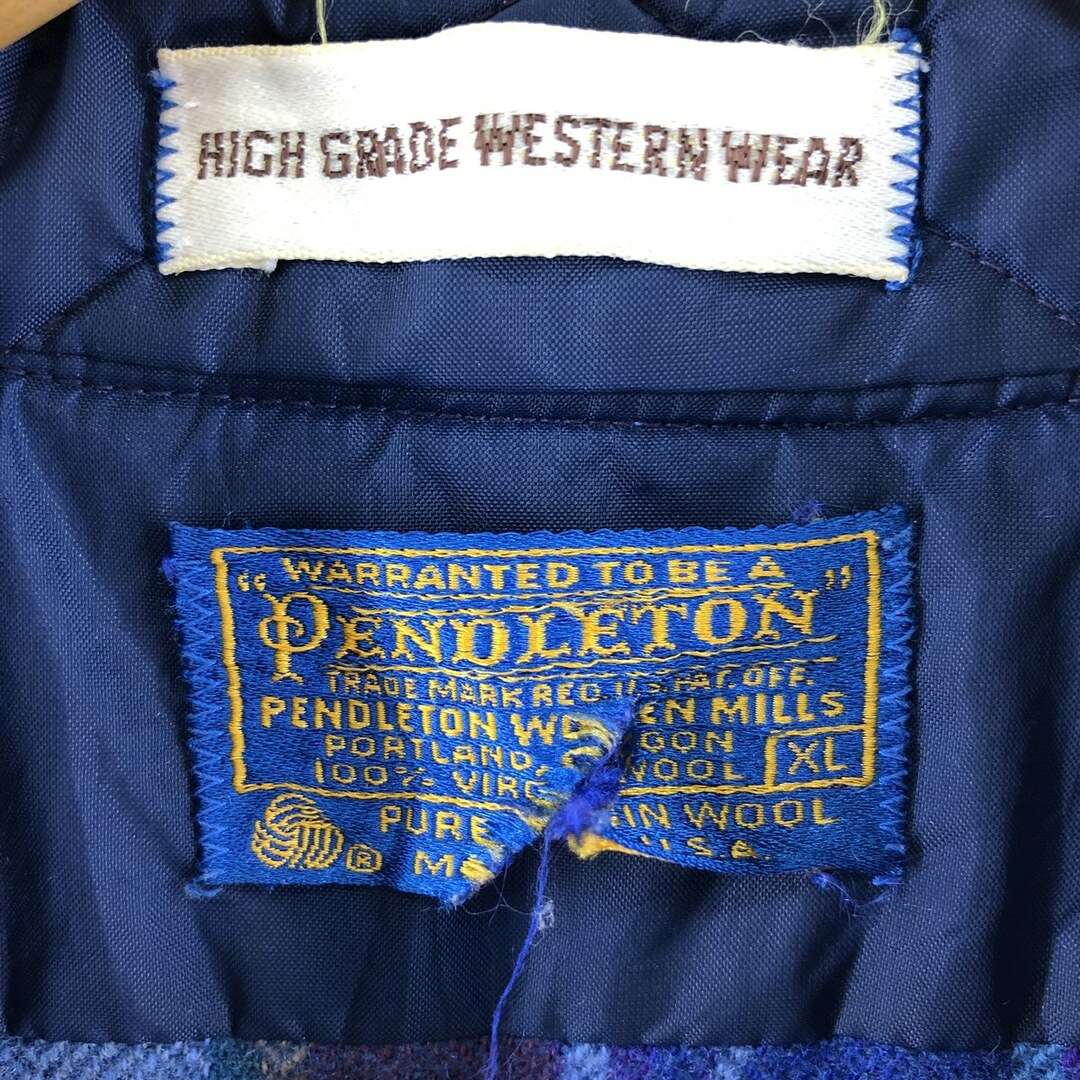 HIGH GRADE WESTERN WEAR
WARRANTED TO BE A
"PENDLETON"
TRADE MARK REG. U.S. PAT. OFF.
PENDLETON MILLS
PORTLAND,
100% WOOL XL
PURE WOOL
® U.S.A.